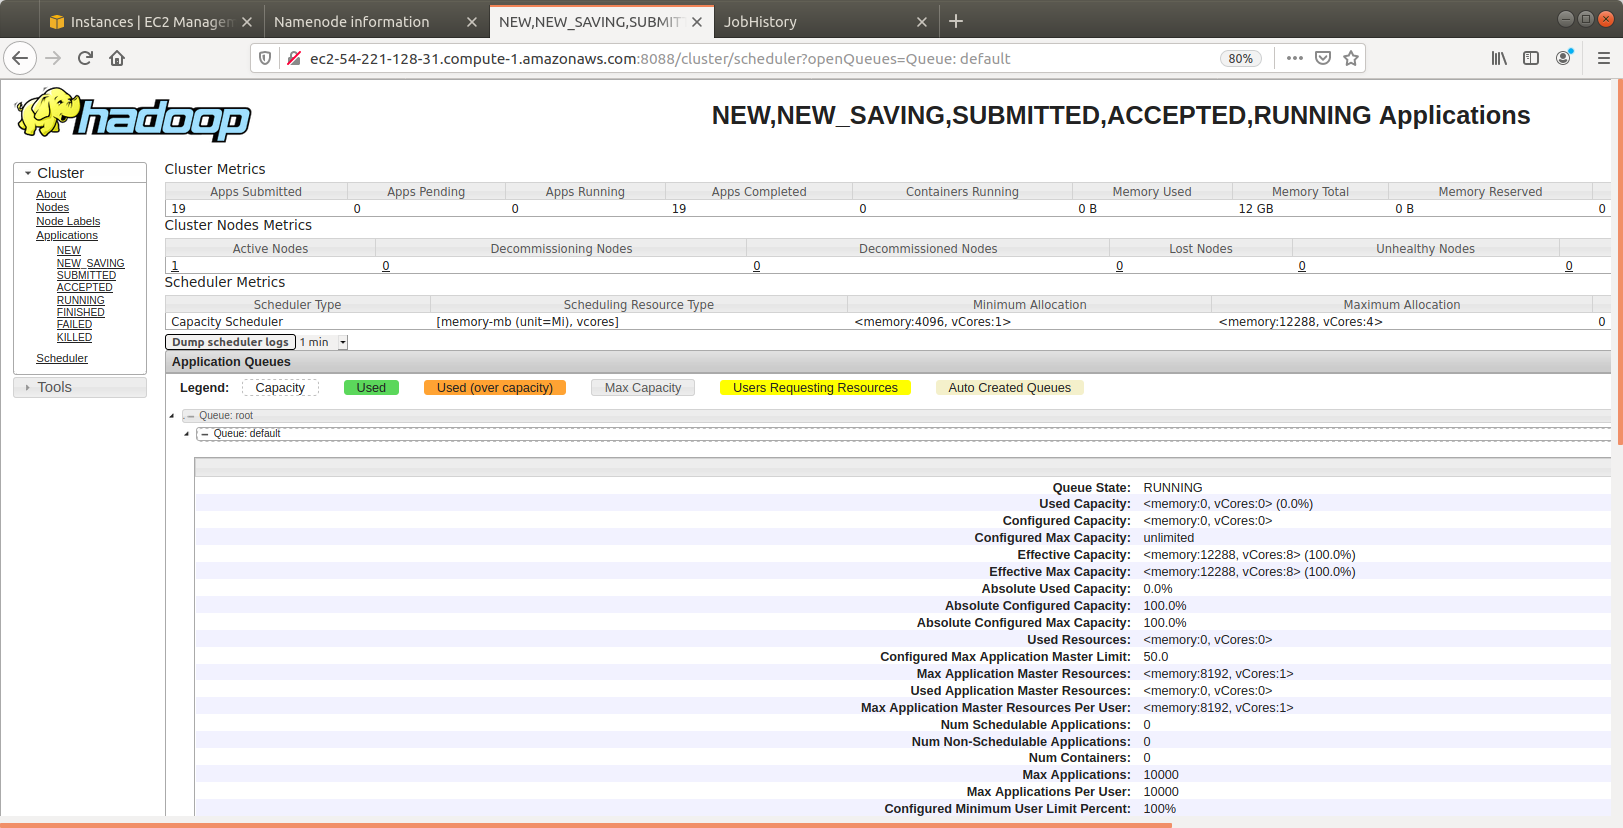 Instances | EC2 Managem
Namenode information
NEW,NEW_SAVING,SUBMIT
JobHistory
ec2-54-221-128-31.compute-1.amazonaws.com:8088/cluster/scheduler?openQueues=Queue: default
80%
hadoop
NEW,NEW_SAVING,SUBMITTED,ACCEPTED,RUNNING Applications
Cluster
About
Nodes
Node Labels
Applications
NEW
NEW_SAVING
SUBMITTED
ACCEPTED
RUNNING
FINISHED
FAILED
KILLED
Scheduler
Tools
Cluster Metrics
Apps Submitted Apps Pending Apps Running Apps Completed Containers Running Memory Used Memory Total Memory Reserved
19 0 0 19 0 0 B 12 GB 0 B 0
Cluster Nodes Metrics
Active Nodes Decommissioning Nodes Decommissioned Nodes Lost Nodes Unhealthy Nodes
1 0 0 0 0 0
Scheduler Metrics
Scheduler Type Scheduling Resource Type Minimum Allocation Maximum Allocation
Capacity Scheduler [memory-mb (unit=Mi), vcores] <memory:4096, vCores:1> <memory:12288, vCores:4> 0
Dump scheduler logs 1 min
Application Queues
Legend: Capacity Used Used (over capacity) Max Capacity Users Requesting Resources Auto Created Queues
Queue: root
Queue: default
Queue State: RUNNING
Used Capacity: <memory:0, vCores:0> (0.0%)
Configured Capacity: <memory:0, vCores:0>
Configured Max Capacity: unlimited
Effective Capacity: <memory:12288, vCores:8> (100.0%)
Effective Max Capacity: <memory:12288, vCores:8> (100.0%)
Absolute Used Capacity: 0.0%
Absolute Configured Capacity: 100.0%
Absolute Configured Max Capacity: 100.0%
Used Resources: <memory:0, vCores:0>
Configured Max Application Master Limit: 50.0
Max Application Master Resources: <memory:8192, vCores:1>
Used Application Master Resources: <memory:0, vCores:0>
Max Application Master Resources Per User: <memory:8192, vCores:1>
Num Schedulable Applications: 0
Num Non-Schedulable Applications: 0
Num Containers: 0
Max Applications: 10000
Max Applications Per User: 10000
Configured Minimum User Limit Percent: 100%